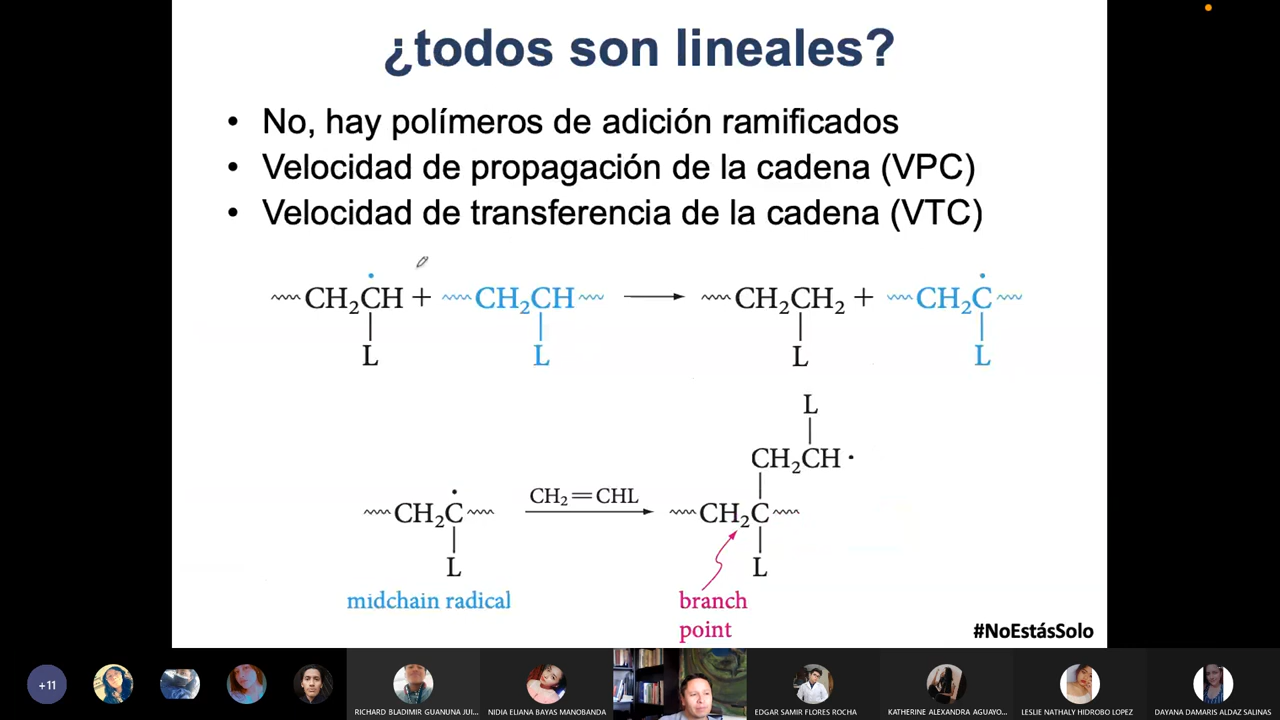 ¿todos son lineales?
• No, hay polímeros de adición ramificados
• Velocidad de propagación de la cadena (VPC)
• Velocidad de transferencia de la cadena (VTC)
CH₂ĊH + CH₂CH → CH₂CH₂ + CH₂Ċ
L L L L
L
CH₂CH·
CH₂Ċ CH₂=CHL CH₂C
L L
midchain radical
branch
point
#NoEstásSolo
+11
RICHARD BLADIMIR GUANUNA JUI...
NIDIA ELIANA BAYAS MANOBANDA
EDGAR SAMIR FLORES ROCHA
KATHERINE ALEXANDRA AGUAYO...
LESLIE NATHALY HIDROBO LOPEZ
DAYANA DAMARIS ALDAZ SALINAS